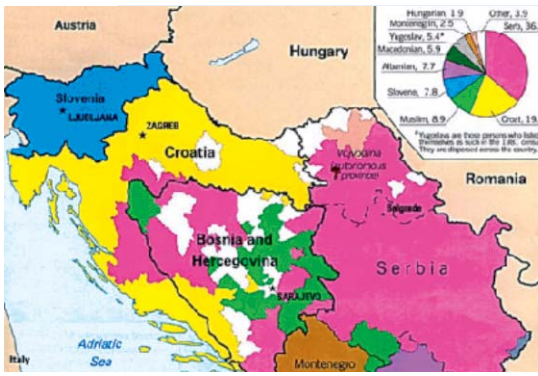 Austria
Hungary
Slovenia
LJUBLJANA
ZAGREB
Croatia
Vojvodina
(autonomous
province)
Romania
Belgrade
Bosnia and
Hercegovina
SARAJEVO
Serbia
Adriatic
Sea
Italy
Montenegro
Hungarian 1.9
Montenegrin, 2.5
Yugoslav, 5.4*
Macedonian, 5.9
Albanian, 7.7
Slovene, 7.8
Muslim, 8.9
Other, 3.9
Serb, 36.
Croat, 19.
*Yugoslavs are those persons who listed
themselves as such in the 1981 census
They are dispersed across the country